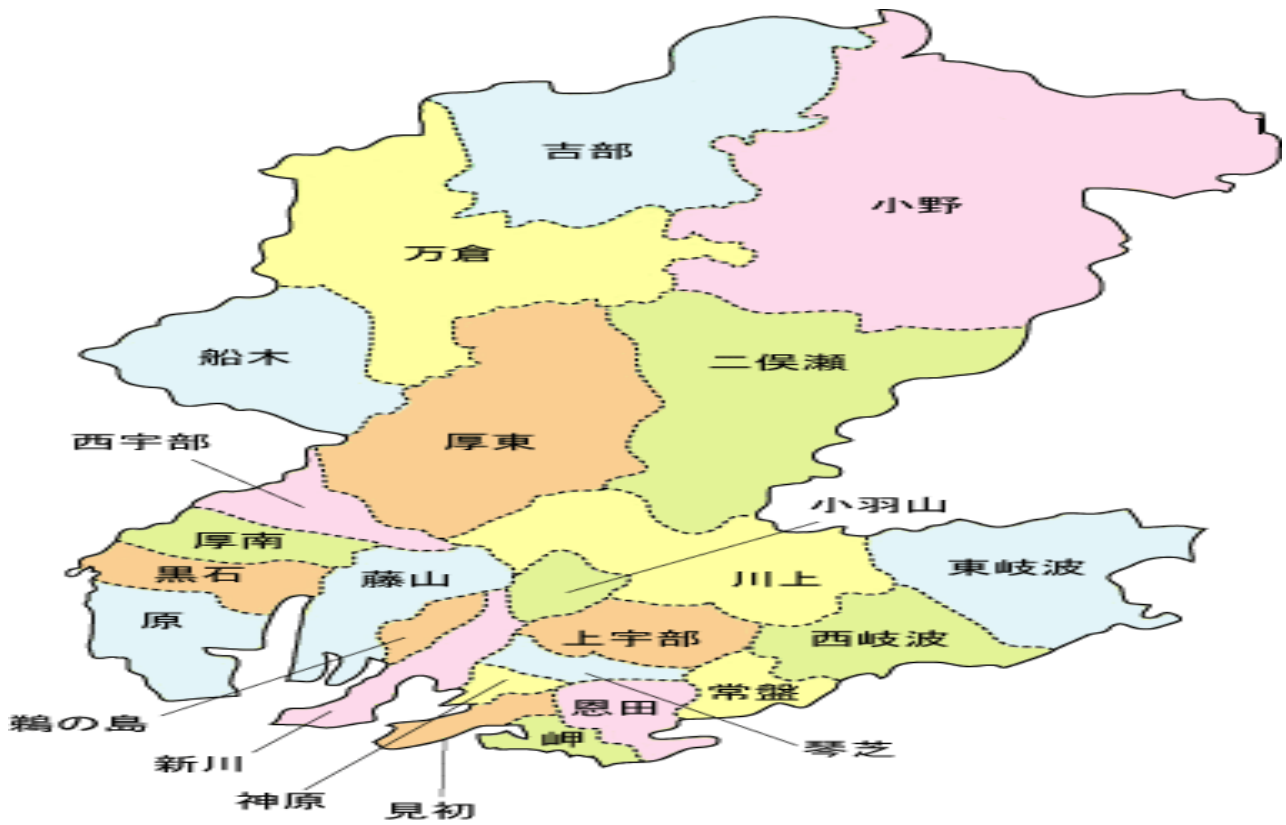 吉部
小野
万倉
船木
二俣瀬
西宇部
厚東
小羽山
厚南
東岐波
黒石
藤山
川上
原
上宇部
西岐波
常盤
恩田
鵜の島
岬
琴芝
新川
神原
見初